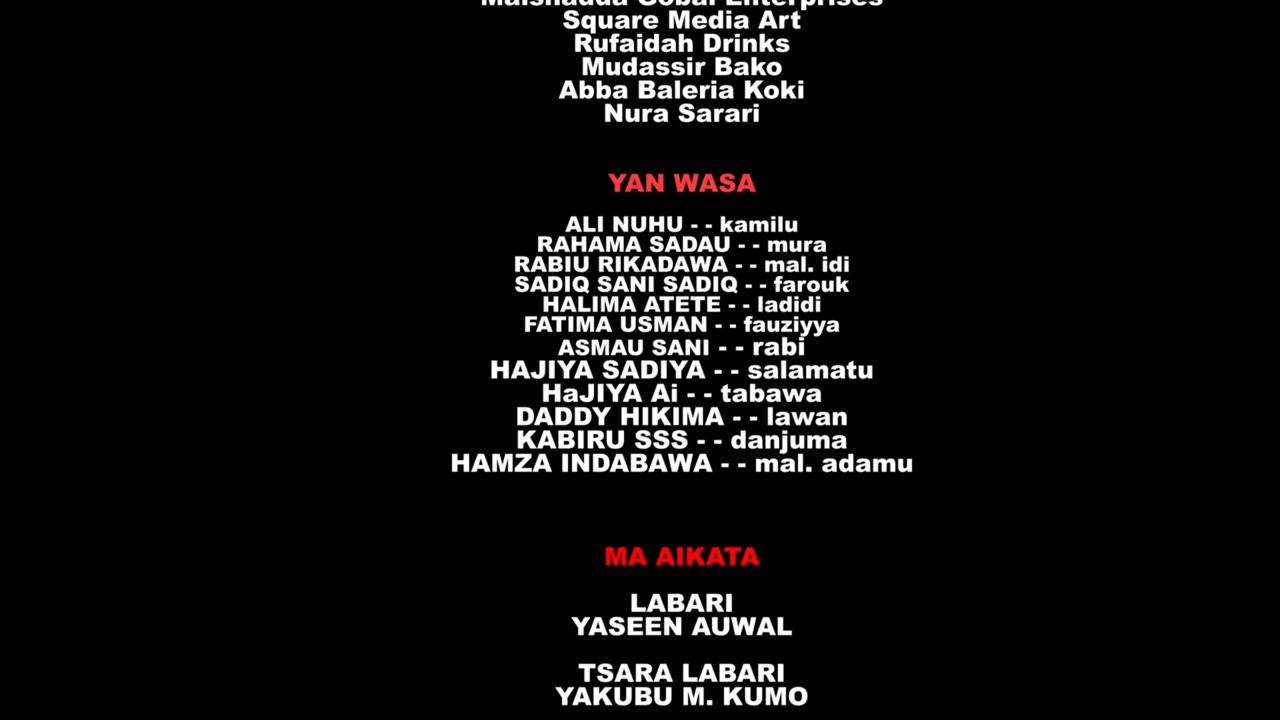 Maishadda Gobal Enterprises
Square Media Art
Rufaidah Drinks
Mudassir Bako
Abba Baleria Koki
Nura Sarari
YAN WASA
ALI NUHU - - kamilu
RAHAMA SADAU - - mura
RABIU RIKADAWA - - mal. idi
SADIQ SANI SADIQ - - farouk
HALIMA ATETE - - ladidi
FATIMA USMAN - - fauziyya
ASMAU SANI - - rabi
HAJIYA SADIYA - - salamatu
HaJIYA Ai - - tabawa
DADDY HIKIMA - - lawan
KABIRU SSS - - danjuma
HAMZA INDABAWA - - mal. adamu
MA AIKATA
LABARI
YASEEN AUWAL
TSARA LABARI
YAKUBU M. KUMO